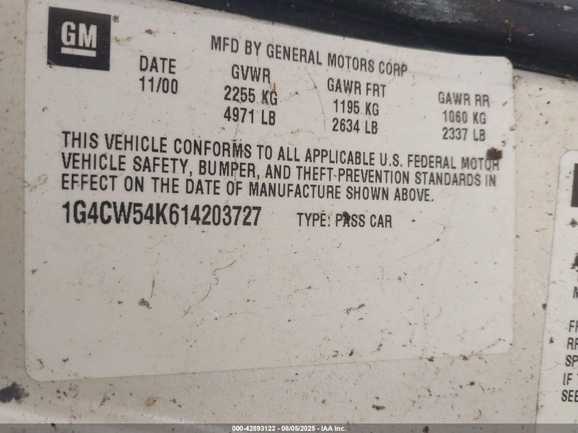 GM
MFD BY GENERAL MOTORS CORP
DATE GVWR GAWR FRT GAWR RR
11/00 2255 KG 1195 KG 1060 KG
4971 LB 2634 LB 2337 LB
THIS VEHICLE CONFORMS TO ALL APPLICABLE U.S. FEDERAL MOTOR
VEHICLE SAFETY, BUMPER, AND THEFT PREVENTION STANDARDS IN
EFFECT ON THE DATE OF MANUFACTURE SHOWN ABOVE.
1G4CW54K614203727 TYPE: PASS CAR
IF
SEE
000-42893122 - 08/05/2025 - IAA Inc.